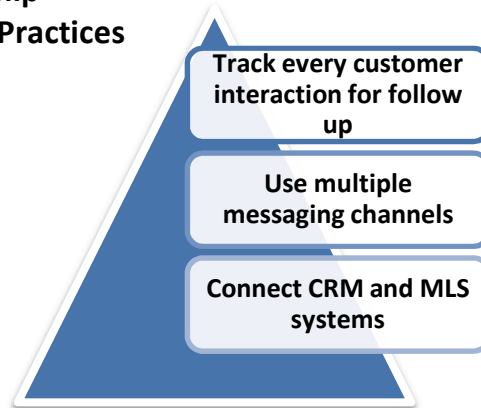 Practices
Track every customer
interaction for follow
up
Use multiple
messaging channels
Connect CRM and MLS
systems